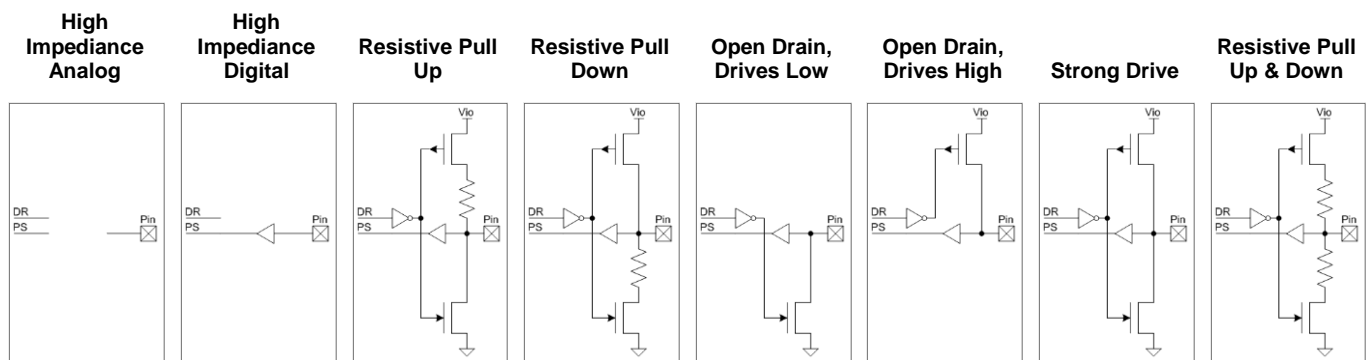 High
Impediance
Analog
High
Impediance
Digital
Resistive Pull
Up
Resistive Pull
Down
Open Drain,
Drives Low
Open Drain,
Drives High
Strong Drive
Resistive Pull
Up & Down
DR
PS
Pin
DR
PS
Pin
Vio
DR
PS
Pin
Vio
DR
PS
Pin
DR
PS
Pin
Vio
DR
PS
Pin
Vio
DR
PS
Pin
Vio
DR
PS
Pin